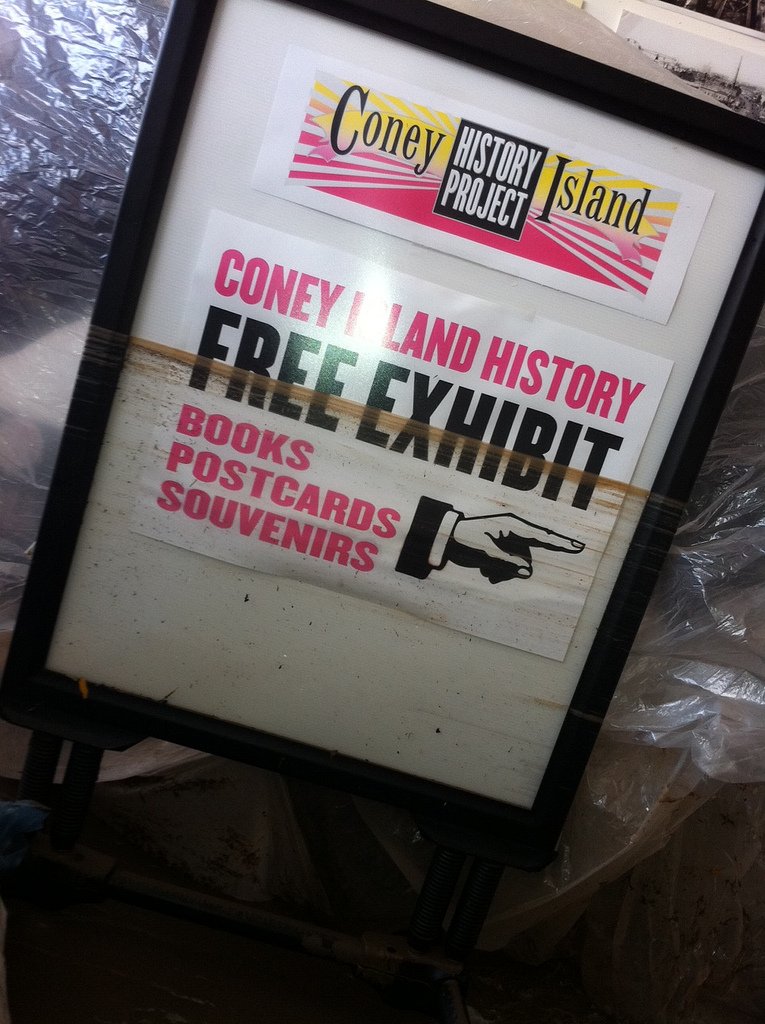 Coney HISTORY PROJECT Island
CONEY ISLAND HISTORY
FREE EXHIBIT
BOOKS
POSTCARDS
SOUVENIRS